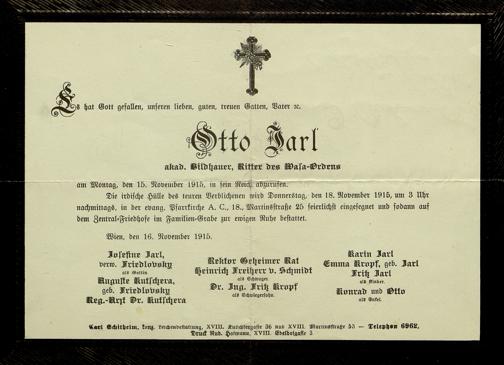 Es hat Gott gefallen, unseren lieben, guten, treuen Gatten, Vater ꝛc.
Otto Jarl
akad. Bildhauer, Ritter des Wasa-Ordens
am Montag, den 15. November 1915, in sein Reich abzurufen.
Die irdische Hülle des teuren Verblichenen wird Donnerstag, den 18. November 1915, um 3 Uhr
nachmittags, in der evang. Pfarrkirche A. C., 18., Martinsstraße 25 feierlichst eingesegnet und sodann auf
dem Zentral-Friedhofe im Familien-Grabe zur ewigen Ruhe bestattet.
Wien, den 16. November 1915.
Josefine Jarl,
verw. Friedlovsky
als Gattin.
Auguste Kutschera,
geb. Friedlovsky
Reg.-Arzt Dr. Kutschera
Rektor Geheimer Rat
Heinrich Freiherr v. Schmidt
als Schwager.
Dr. Ing. Fritz Kropf
als Schwiegersohn.
Karin Jarl
Emma Kropf, geb. Jarl
Fritz Jarl
als Kinder.
Konrad und Otto
als Enkel.
Karl Schitheim, konz. Leichenbestattung, XVIII. Kutschkergasse 36 und XVIII. Martinsstraße 53 — Telephon 6962.
Druck Rud. XVIII. Edelhofgasse 5